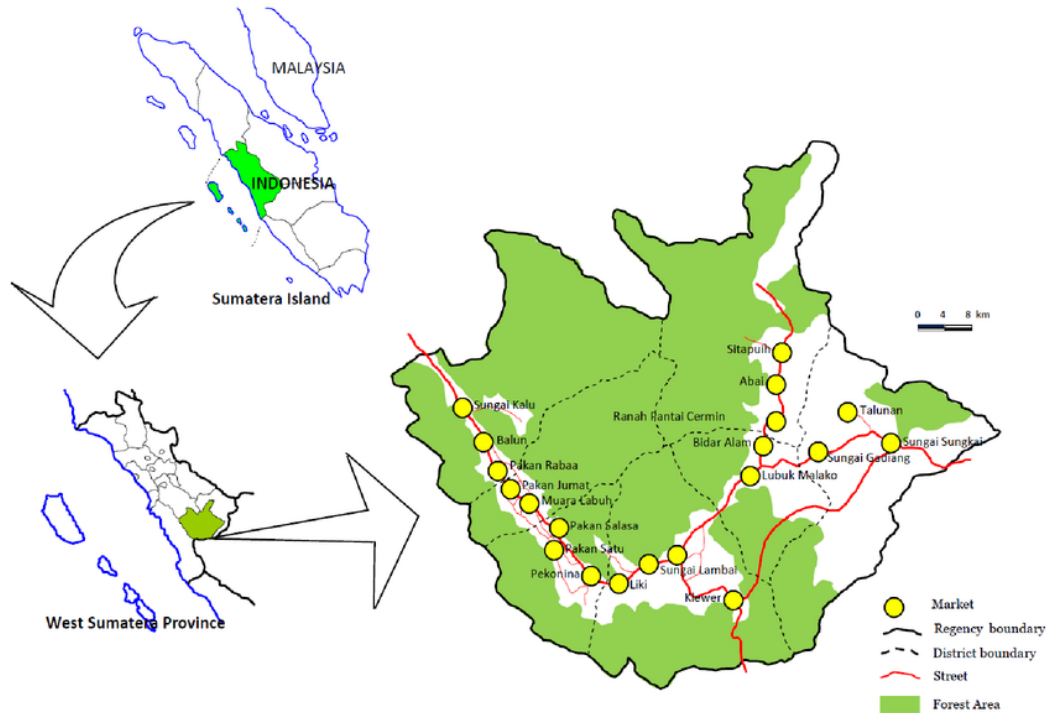 MALAYSIA
INDONESIA
Sumatera Island
West Sumatera Province
0 4 8 km
Sitapuih
Abai
Ranah Pantai Cermin
Talunan
Bidar Alam
Sungai Sungkai
Sungai Gadiang
Lubuk Malako
Sungai Kalu
Balun
Pakan Rabaa
Pakan Jumat
Muara Labuh
Pakan Salasa
Pakan Satu
Sungai Lambai
Pekonina
Liki
Klewer
Market
Regency boundary
District boundary
Street
Forest Area